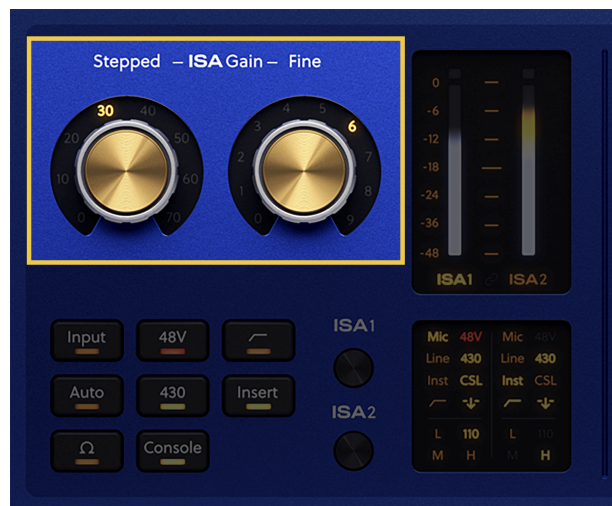 Stepped – ISA Gain – Fine
30 40
20 50
10 60
0 70
4 5
3 6
2 7
1 8
0 9
0
-6
-12
-18
-24
-36
-48
ISA1 ISA2
Input 48V
Auto 430 Insert
Ω Console
ISA1
ISA2
Mic 48V Mic 48V
Line 430 Line 430
Inst CSL Inst CSL
L 110 L 110
M H M H